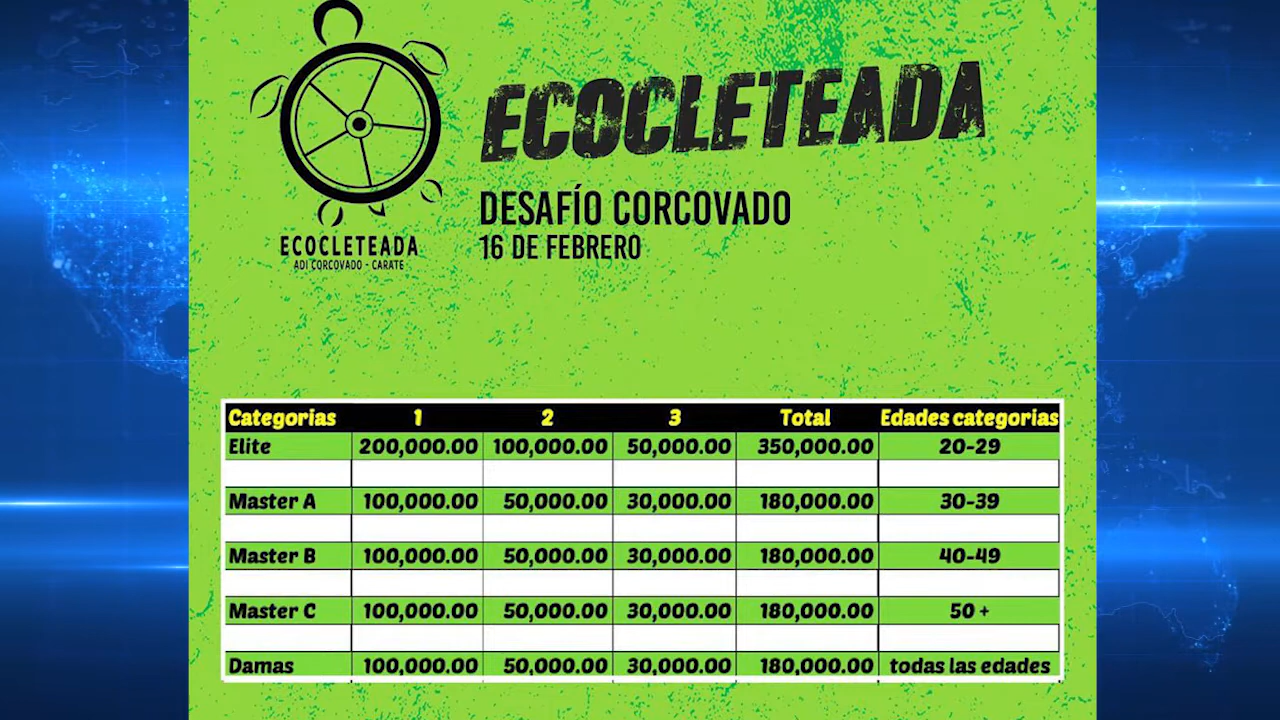 ECOCLETEADA
DESAFÍO CORCOVADO
16 DE FEBRERO
ECOCLETEADA
ADI CORCOVADO - CARATE
Categorias 1 2 3 Total Edades categorias
Elite 200,000.00 100,000.00 50,000.00 350,000.00 20-29
Master A 100,000.00 50,000.00 30,000.00 180,000.00 30-39
Master B 100,000.00 50,000.00 30,000.00 180,000.00 40-49
Master C 100,000.00 50,000.00 30,000.00 180,000.00 50 +
Damas 100,000.00 50,000.00 30,000.00 180,000.00 todas las edades